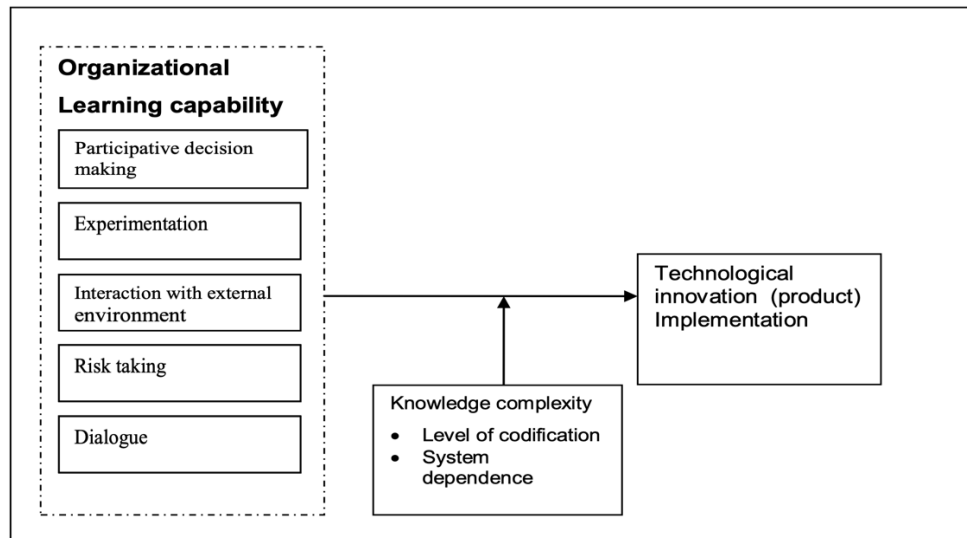 Organizational
Learning capability
Participative decision
making
Experimentation
Interaction with external
environment
Risk taking
Dialogue
Technological
innovation (product)
Implementation
Knowledge complexity
• Level of codification
• System
dependence